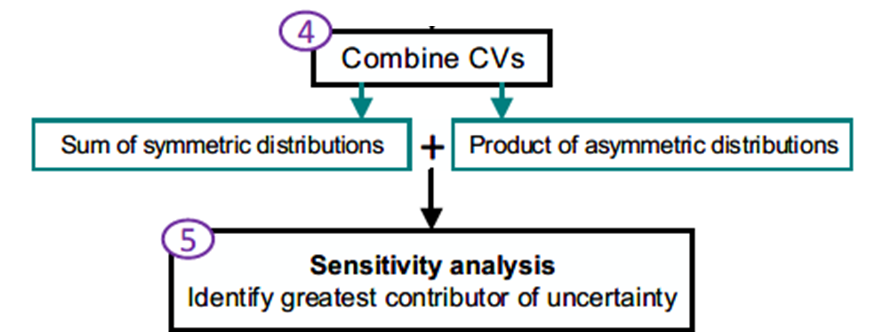 4
Combine CVs
Sum of symmetric distributions + Product of asymmetric distributions
5
Sensitivity analysis
Identify greatest contributor of uncertainty